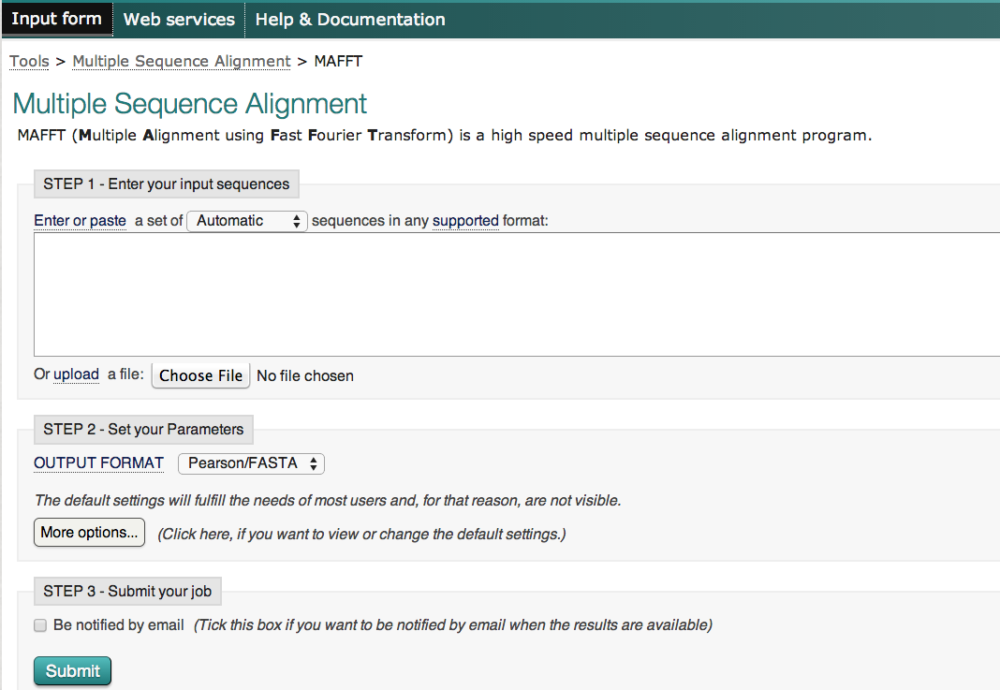 Input form Web services Help & Documentation
Tools > Multiple Sequence Alignment > MAFFT
Multiple Sequence Alignment
MAFFT (Multiple Alignment using Fast Fourier Transform) is a high speed multiple sequence alignment program.
STEP 1 - Enter your input sequences
Enter or paste a set of Automatic sequences in any supported format:
Or upload a file: Choose File No file chosen
STEP 2 - Set your Parameters
OUTPUT FORMAT Pearson/FASTA
The default settings will fulfill the needs of most users and, for that reason, are not visible.
More options... (Click here, if you want to view or change the default settings.)
STEP 3 - Submit your job
Be notified by email (Tick this box if you want to be notified by email when the results are available)
Submit